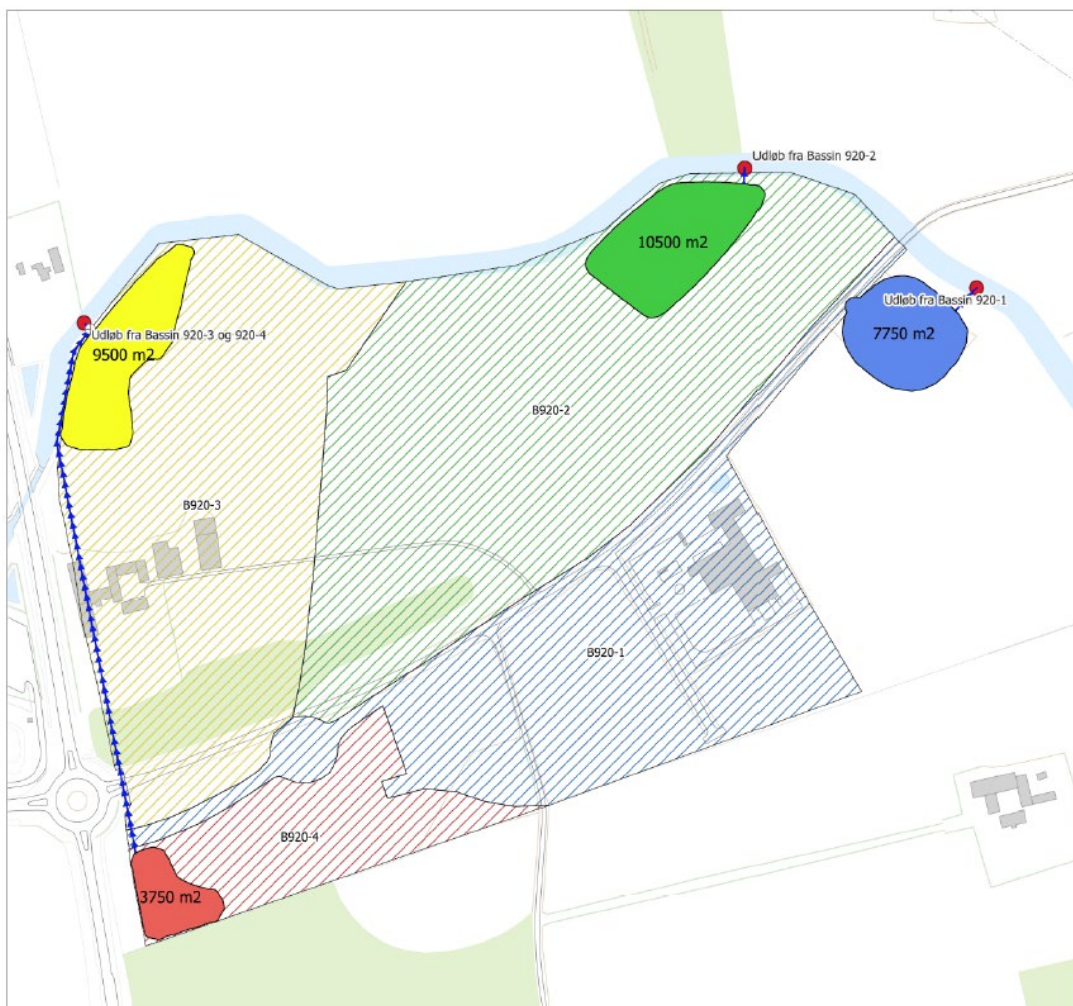 Udløb fra Bassin 920-2
10500 m2
Udløb fra Bassin 920-1
7750 m2
Udløb fra Bassin 920-3 og 920-4
9500 m2
B920-2
B920-3
B920-1
B920-4
3750 m2